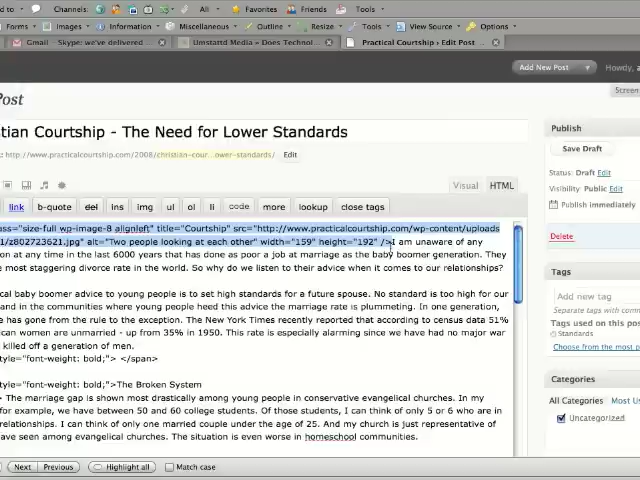 d to Channels: All Favorites Friends Tools
Forms Images Information Miscellaneous Outline Resize Tools View Source Options
Gmail - Skype: we've delivered... Umstattd Media » Does Technol... Practical Courtship › Edit Post ...
Add New Post Howdy, a
Post Screen
tian Courtship - The Need for Lower Standards
http://www.practicalcourtship.com/2008/christian-cour...ower-standards/ Edit
Visual HTML
link b-quote del ins img ul ol li code more lookup close tags
lass="size-full wp-image-8 alignleft" title="Courtship" src="http://www.practicalcourtship.com/wp-content/uploads
1/z802723621.jpg" alt="Two people looking at each other" width="159" height="192" />I am unaware of any
on at any time in the last 6000 years that has done as poor a job at marriage as the baby boomer generation. They
e most staggering divorce rate in the world. So why do we listen to their advice when it comes to our relationships?
cal baby boomer advice to young people is to set high standards for a future spouse. No standard is too high for our
and in the communities where young people heed this advice the marriage rate is plummeting. In one generation,
e has gone from the rule to the exception. The New York Times recently reported that according to census data 51%
ican women are unmarried - up from 35% in 1950. This rate is especially alarming since we have had no major war
killed off a generation of men.
tyle="font-weight: bold;"> </span>
tyle="font-weight: bold;">The Broken System
> The marriage gap is shown most drastically among young people in conservative evangelical churches. In my
for example, we have between 50 and 60 college students. Of those students, I can think of only 5 or 6 who are in
relationships. I can think of only one married couple under the age of 25. And my church is just representative of
have seen among evangelical churches. The situation is even worse in homeschool communities.
Publish
Save Draft
Status: Draft Edit
Visibility: Public Edit
Publish immediately
Delete
Tags
Add new tag
Separate tags with comm
Tags used on this pos
Standards
Choose from the most p
Categories
All Categories Most Us
Uncategorized
Next Previous Highlight all Match case